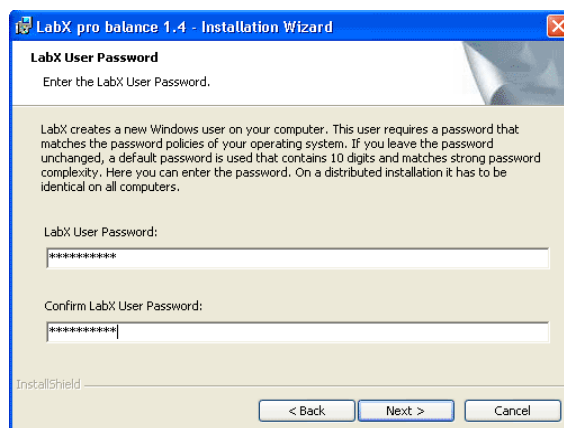 LabX pro balance 1.4 - Installation Wizard
LabX User Password
Enter the LabX User Password.
LabX creates a new Windows user on your computer. This user requires a password that
matches the password policies of your operating system. If you leave the password
unchanged, a default password is used that contains 10 digits and matches strong password
complexity. Here you can enter the password. On a distributed installation it has to be
identical on all computers.
LabX User Password:
**********
Confirm LabX User Password:
**********
InstallShield
< Back Next > Cancel